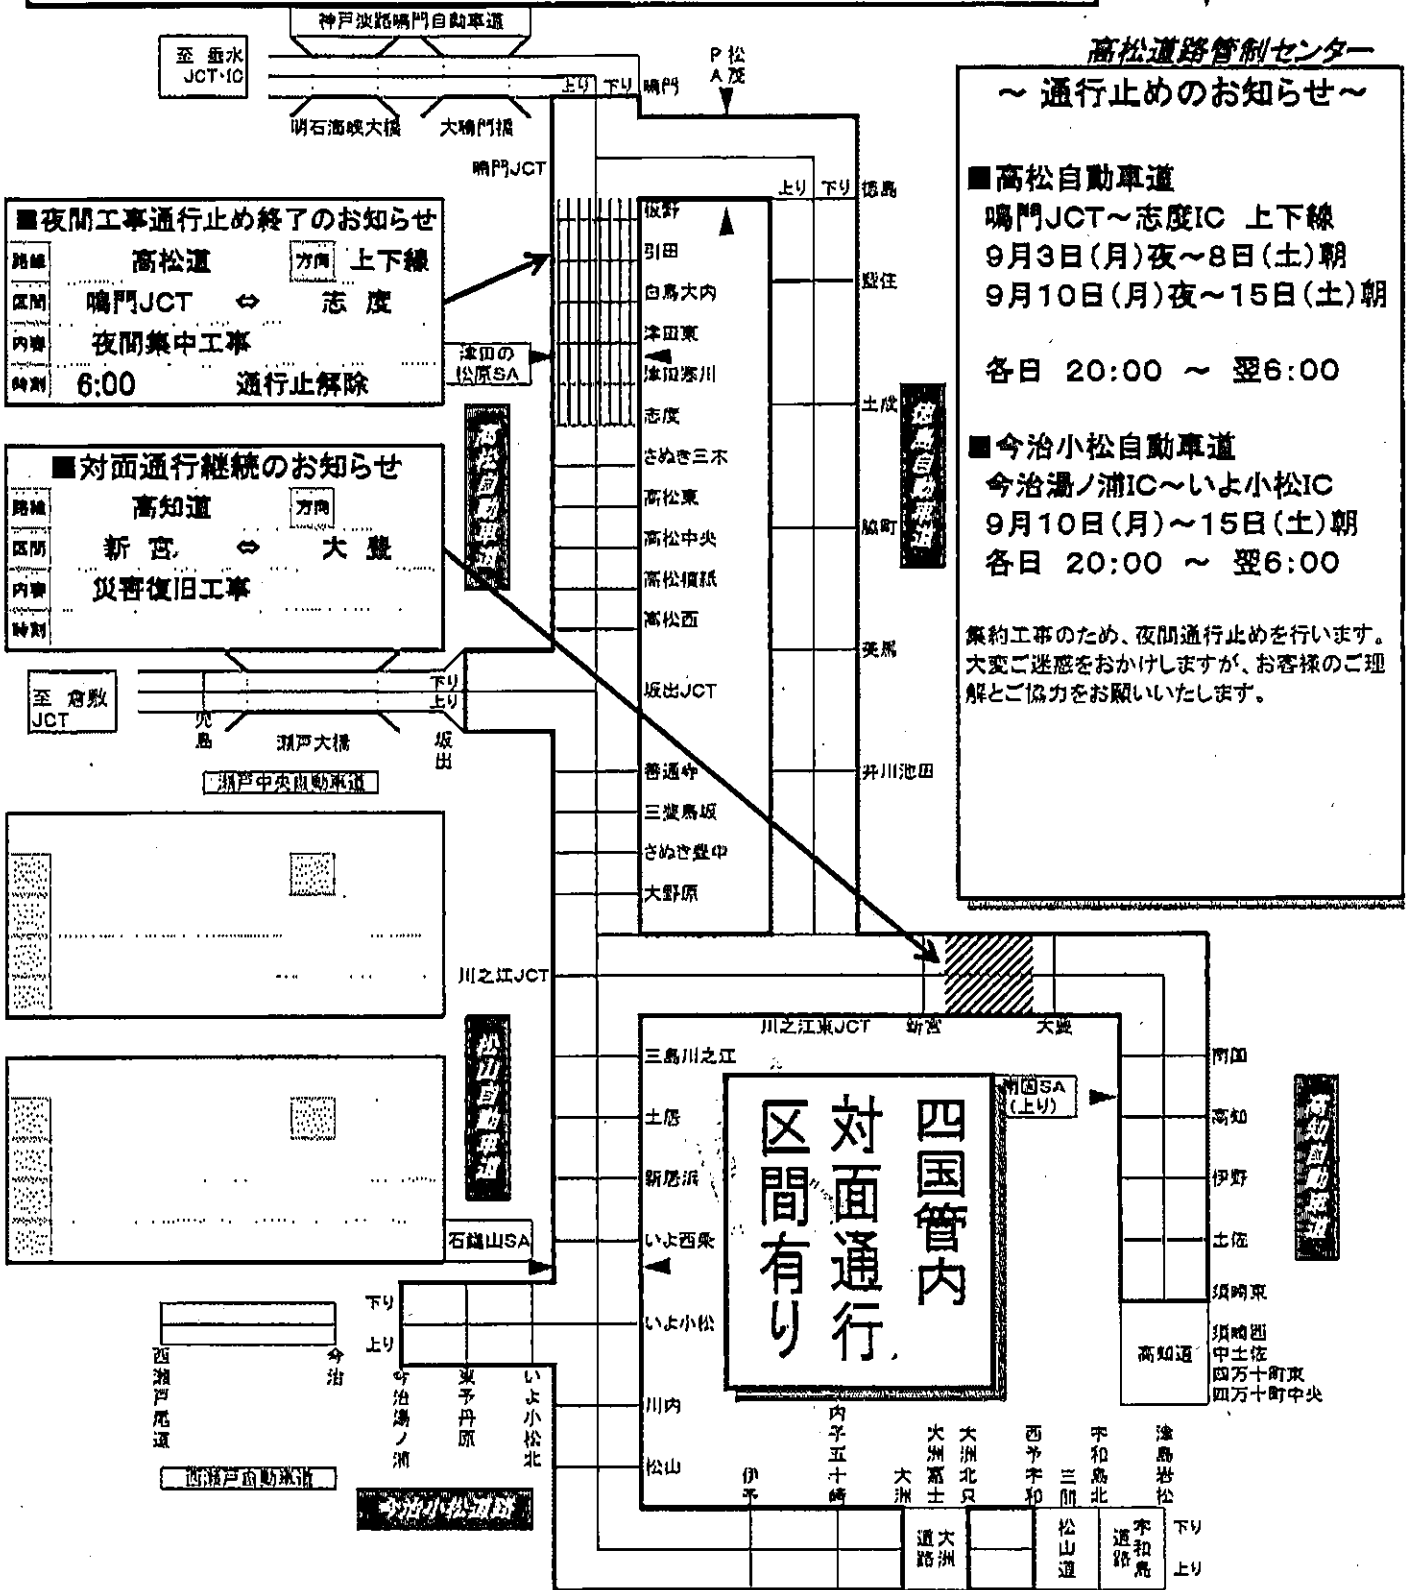 神戸淡路鳴門自動車道
至 垂水
JCT・IC
上り 下り 鳴門
明石海峡大橋
大鳴門橋
鳴門JCT
松茂
PA
高松道路管制センター
～ 通行止めのお知らせ～
■高松自動車道
鳴門JCT～志度IC 上下線
9月3日(月)夜～8日(土)朝
9月10日(月)夜～15日(土)朝
各日 20:00 ～ 翌6:00
■今治小松自動車道
今治湯ノ浦IC～いよ小松IC
9月10日(月)～15日(土)朝
各日 20:00 ～ 翌6:00
集約工事のため、夜間通行止めを行います。
大変ご迷惑をおかけしますが、お客様のご理
解とご協力をお願いいたします。
■夜間工事通行止め終了のお知らせ
路線 高松道 方向 上下線
区間 鳴門JCT ⇔ 志 度
内容 夜間集中工事
時刻 6:00 通行止解除
■対面通行継続のお知らせ
路線 高知道 方向
区間 新 宮 ⇔ 大 豊
内容 災害復旧工事
時刻
津田の
松原SA
高松自動車道
板野
引田
白鳥大内
津田東
津田寒川
志度
さぬき三木
高松東
高松中央
高松檀紙
高松西
坂出JCT
善通寺
三豊鳥坂
さぬき豊中
大野原
上り 下り 徳島
藍住
土成
脇町
美馬
井川池田
徳島自動車道
至 倉敷
JCT
児島
瀬戸大橋
下り
上り
坂出
瀬戸中央自動車道
川之江JCT
川之江東JCT
新宮
大豊
松山自動車道
三島川之江
土居
新居浜
いよ西条
いよ小松
川内
松山
石鎚山SA
四国管内
対面通行
区間有り
南国SA
(上り)
南国
高知
伊野
土佐
須崎東
高知自動車道
高知道
須崎西
中土佐
四万十町東
四万十町中央
下り
上り
西瀬戸尾道
今治
今治湯ノ浦
東予丹原
いよ小松北
西瀬戸自動車道
今治小松道路
伊予
内子五十崎
大洲
大洲富士
大洲北只
西予宇和
三間
宇和島北
津島岩松
大洲
道路
松山道
宇和島
道路
下り
上り